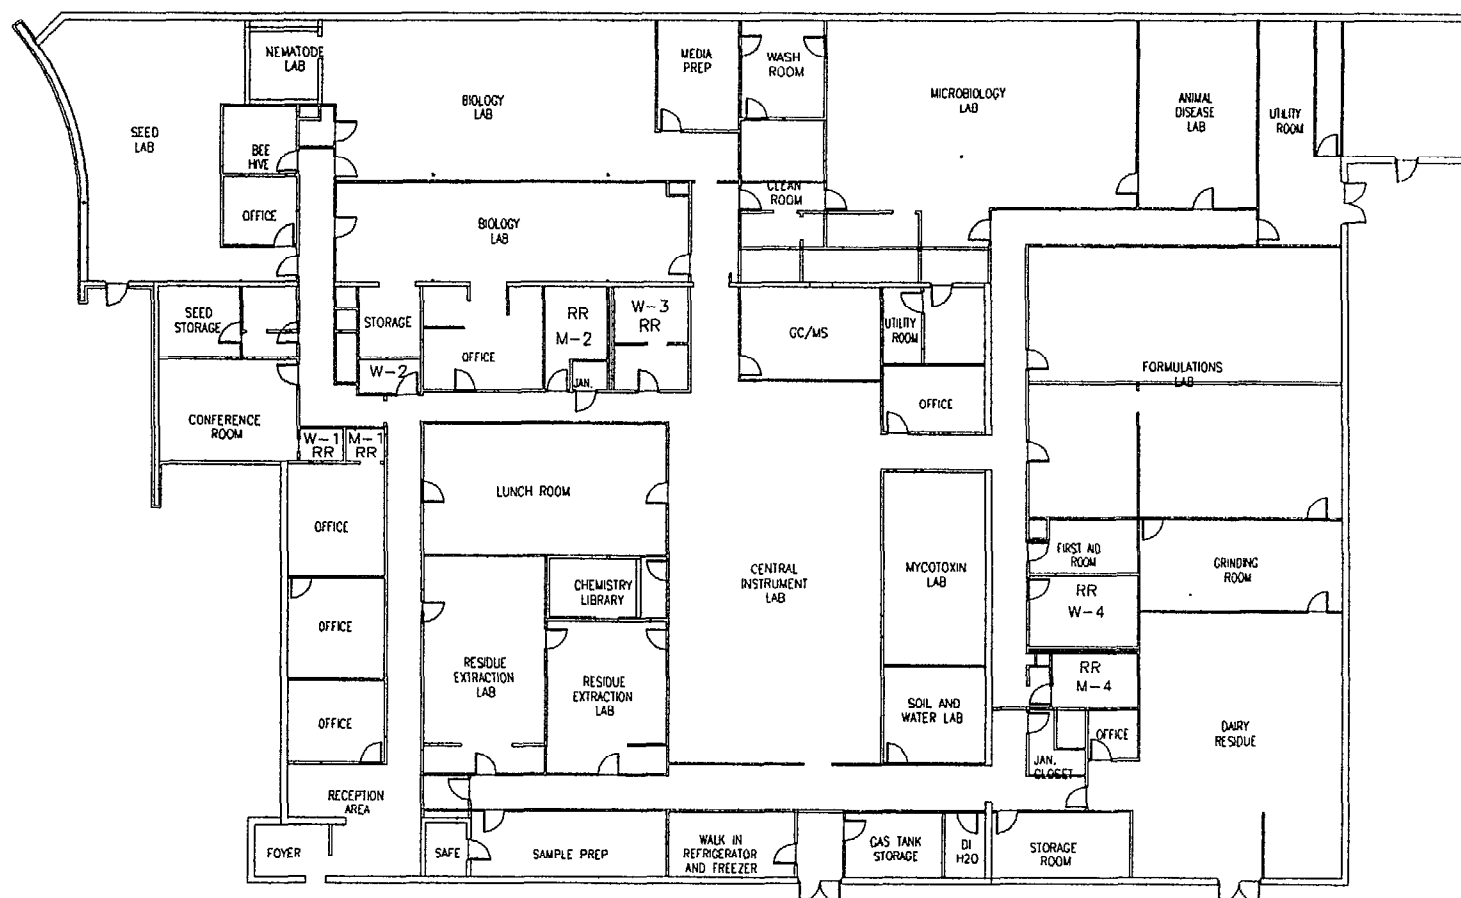 NEMATODE
LAB
MEDIA
PREP
WASH
ROOM
BIOLOGY
LAB
MICROBIOLOGY
LAB
ANIMAL
DISEASE
LAB
UTILITY
ROOM
SEED
LAB
BEE
HIVE
CLEAN
ROOM
OFFICE
BIOLOGY
LAB
SEED
STORAGE
STORAGE
RR
M-2
W-3
RR
GC/MS
UTILITY
ROOM
OFFICE
W-2
JAN.
FORMULATIONS
LAB
OFFICE
CONFERENCE
ROOM
W-1
RR
M-1
RR
LUNCH ROOM
OFFICE
FIRST AID
ROOM
GRINDING
ROOM
CENTRAL
INSTRUMENT
LAB
MYCOTOXIN
LAB
CHEMISTRY
LIBRARY
RR
W-4
OFFICE
RESIDUE
EXTRACTION
LAB
RESIDUE
EXTRACTION
LAB
RR
M-4
SOIL AND
WATER LAB
OFFICE
OFFICE
DAIRY
RESIDUE
JAN.
CLOSET
RECEPTION
AREA
FOYER
SAFE
SAMPLE PREP
WALK IN
REFRIGERATOR
AND FREEZER
GAS TANK
STORAGE
DI
H2O
STORAGE
ROOM